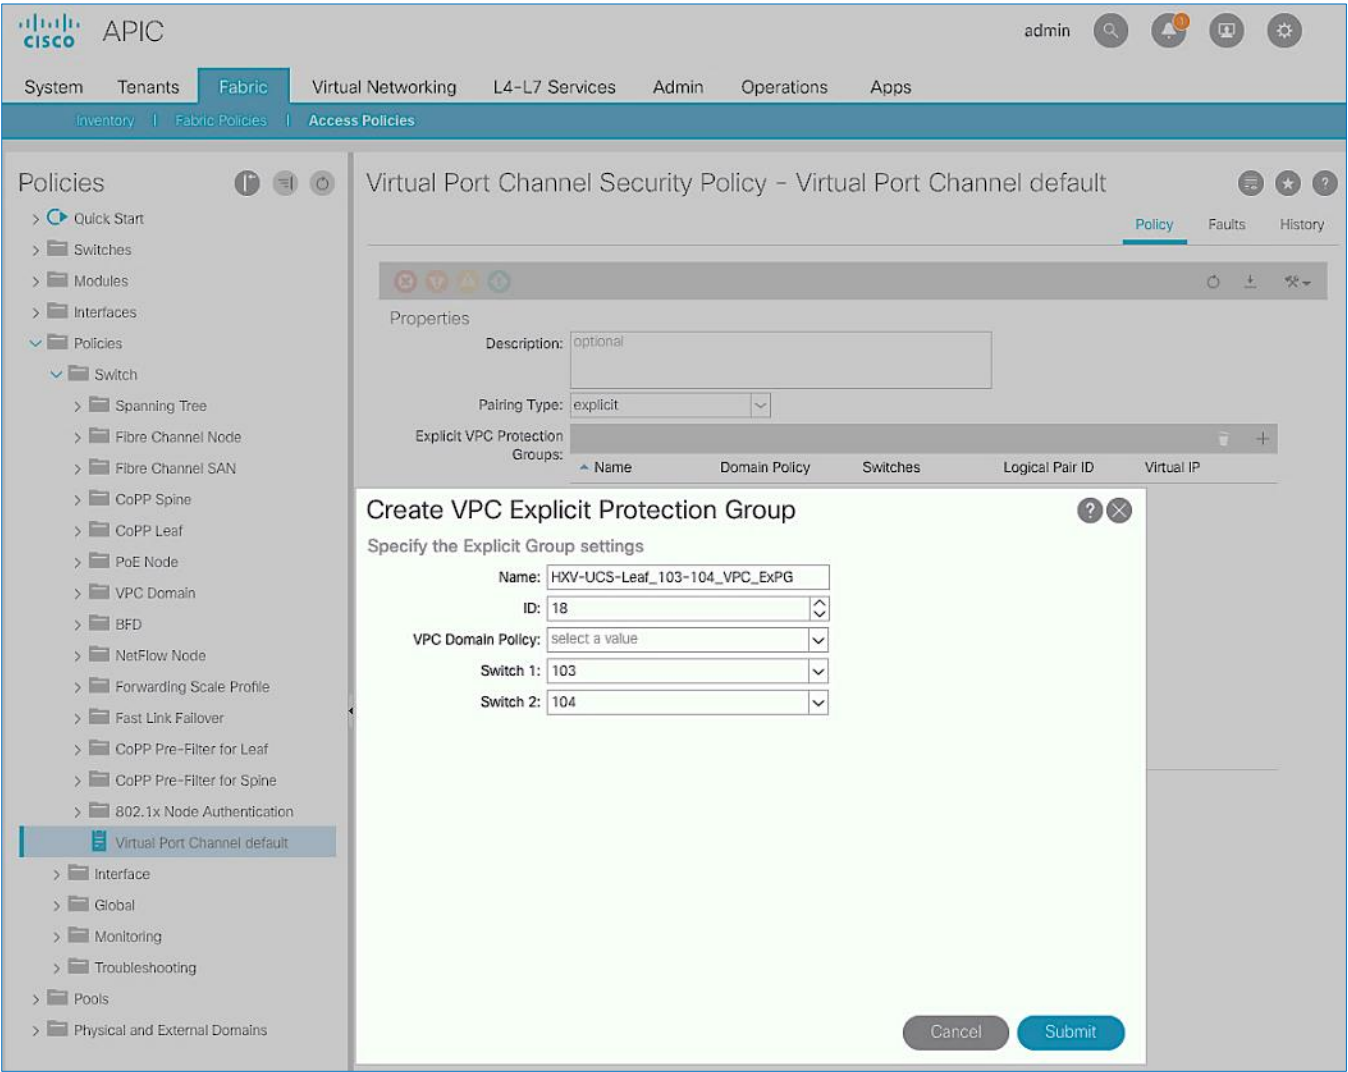 CISCO
APIC
admin
1
System Tenants Fabric Virtual Networking L4-L7 Services Admin Operations Apps
Inventory | Fabric Policies | Access Policies
Policies
Quick Start
Switches
Modules
Interfaces
Policies
Switch
Spanning Tree
Fibre Channel Node
Fibre Channel SAN
CoPP Spine
CoPP Leaf
PoE Node
VPC Domain
BFD
NetFlow Node
Forwarding Scale Profile
Fast Link Failover
CoPP Pre-Filter for Leaf
CoPP Pre-Filter for Spine
802.1x Node Authentication
Virtual Port Channel default
Interface
Global
Monitoring
Troubleshooting
Pools
Physical and External Domains
Virtual Port Channel Security Policy - Virtual Port Channel default
Policy Faults History
Properties
Description: optional
Pairing Type: explicit
Explicit VPC Protection
Groups:
Name Domain Policy Switches Logical Pair ID Virtual IP
Create VPC Explicit Protection Group
Specify the Explicit Group settings
Name: HXV-UCS-Leaf_103-104_VPC_ExPG
ID: 18
VPC Domain Policy: select a value
Switch 1: 103
Switch 2: 104
Cancel Submit